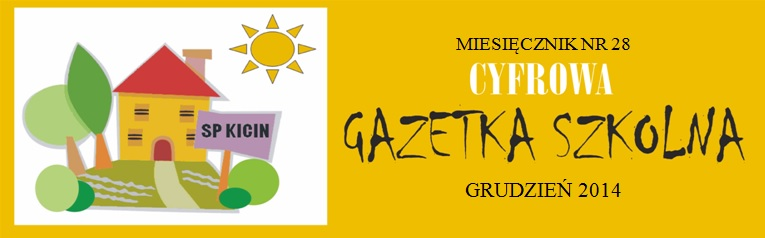 SP KICIN
MIESIĘCZNIK NR 28
CYFROWA
GAZETKA SZKOLNA
GRUDZIEŃ 2014